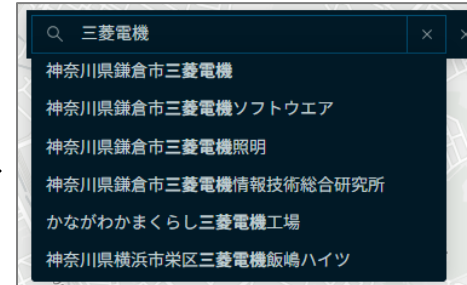 三菱電機
神奈川県鎌倉市三菱電機
神奈川県鎌倉市三菱電機ソフトウエア
神奈川県鎌倉市三菱電機照明
神奈川県鎌倉市三菱電機情報技術総合研究所
かながわかまくらし三菱電機工場
神奈川県横浜市栄区三菱電機飯嶋ハイツ